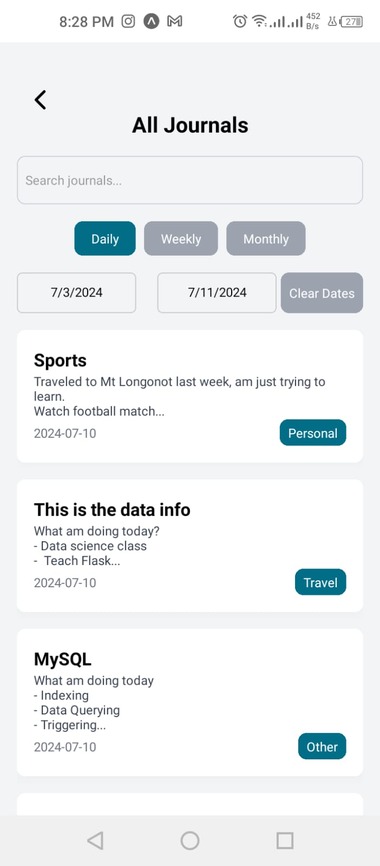 8:28 PM
452
B/s
27
All Journals
Search journals...
Daily Weekly Monthly
7/3/2024 7/11/2024 Clear Dates
Sports
Traveled to Mt Longonot last week, am just trying to
learn.
Watch football match...
2024-07-10 Personal
This is the data info
What am doing today?
- Data science class
-  Teach Flask...
2024-07-10 Travel
MySQL
What am doing today
- Indexing
- Data Querying
- Triggering...
2024-07-10 Other